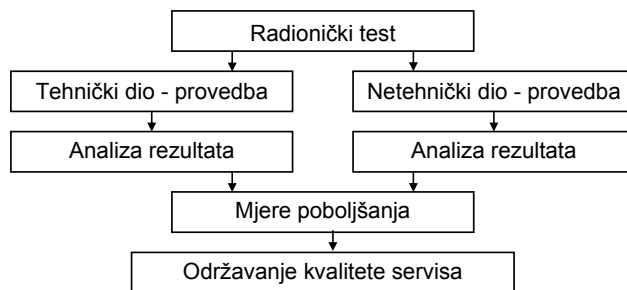 Radionički test
Tehnički dio - provedba
Netehnički dio - provedba
Analiza rezultata
Analiza rezultata
Mjere poboljšanja
Održavanje kvalitete servisa